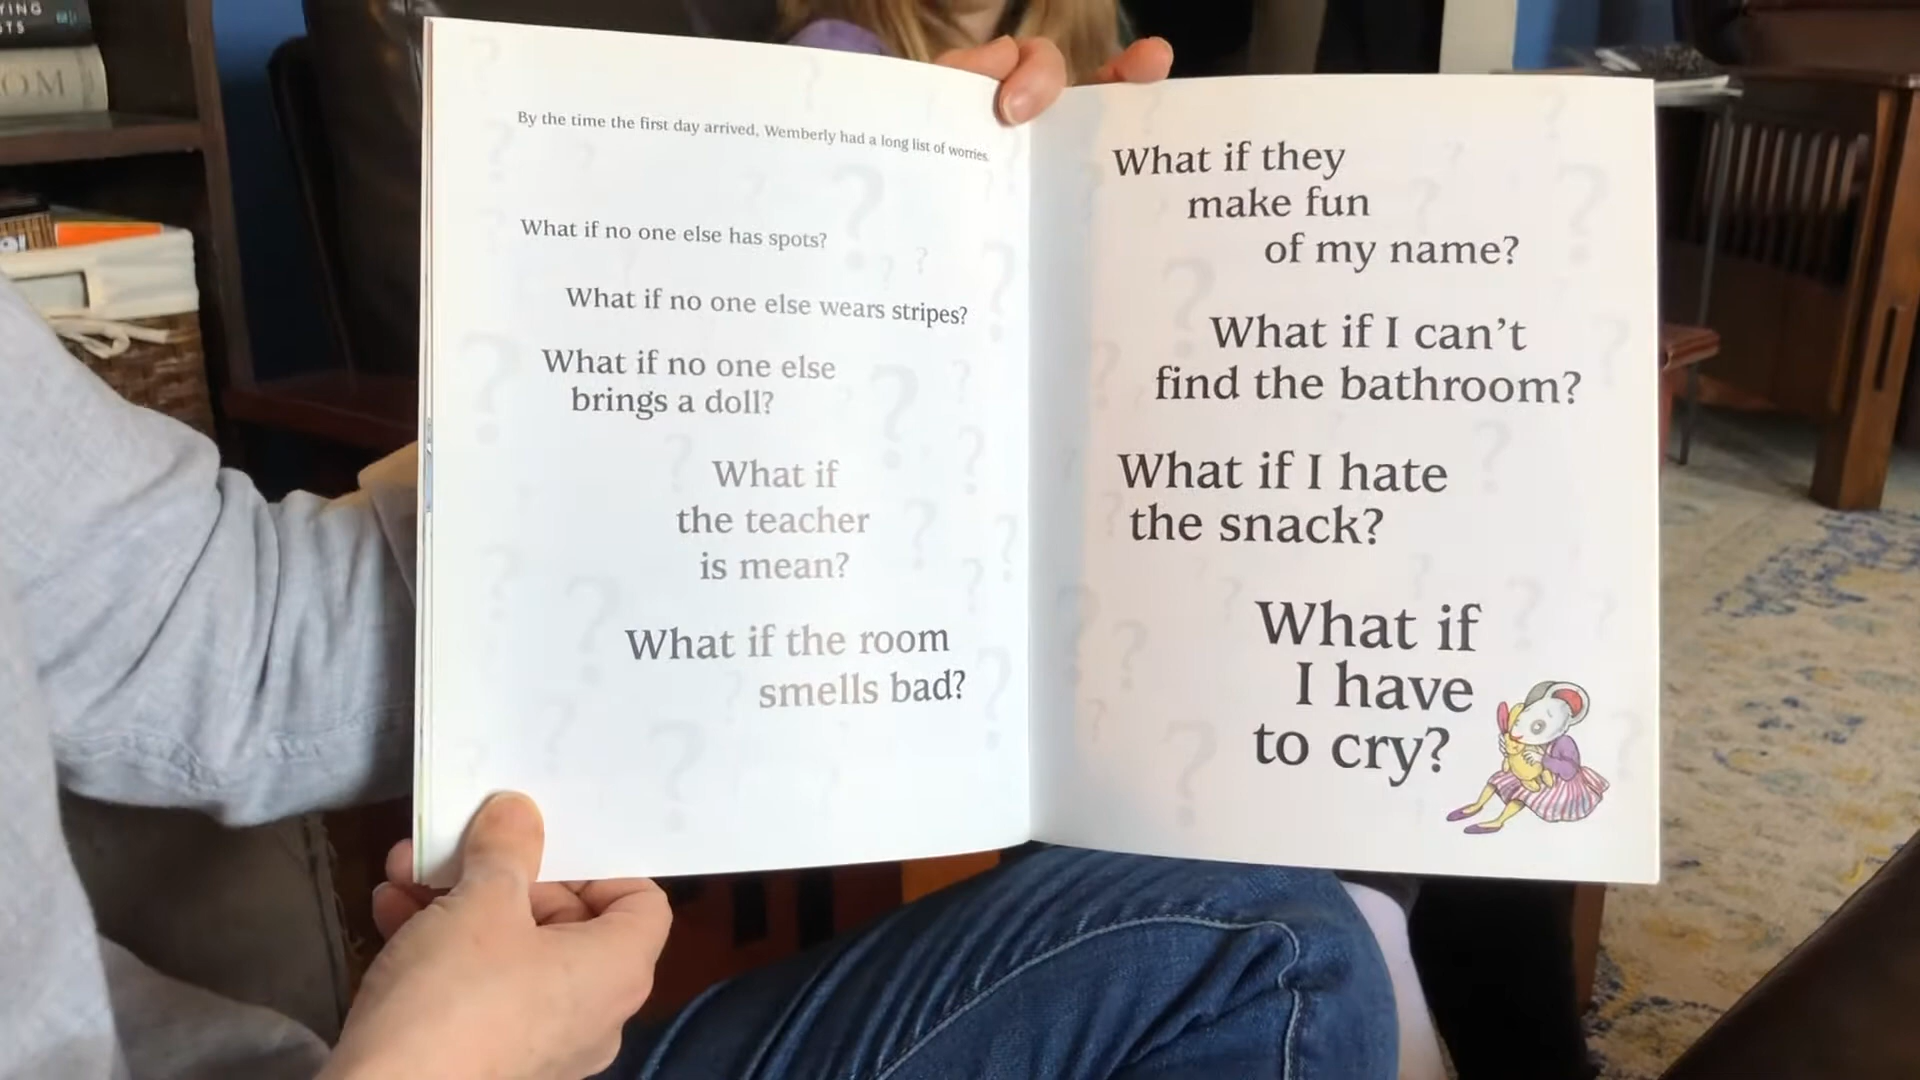 By the time the first day arrived, Wemberly had a long list of worries.
What if no one else has spots?
What if no one else wears stripes?
What if no one else
brings a doll?
What if
the teacher
is mean?
What if the room
smells bad?
What if they
make fun
of my name?
What if I can't
find the bathroom?
What if I hate
the snack?
What if
I have
to cry?